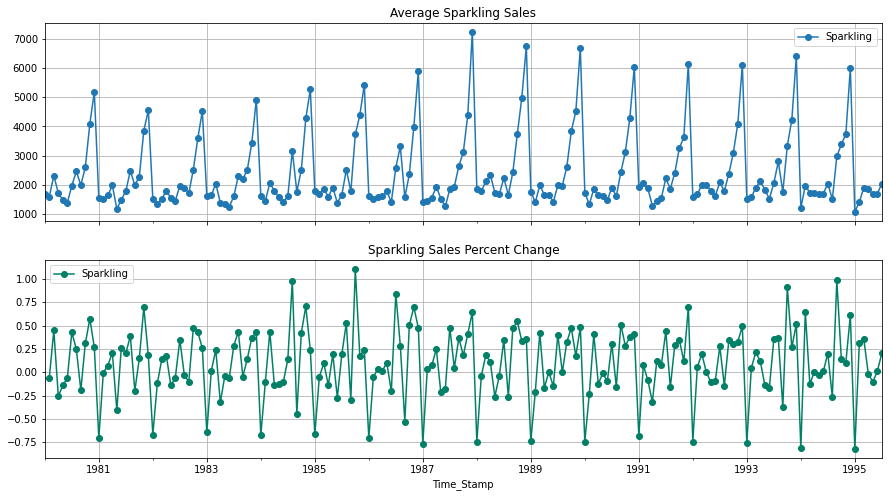 Average Sparkling Sales
Sparkling
7000
6000
5000
4000
3000
2000
1000
Sparkling Sales Percent Change
Sparkling
1.00
0.75
0.50
0.25
0.00
−0.25
−0.50
−0.75
1981 1983 1985 1987 1989 1991 1993 1995
Time_Stamp